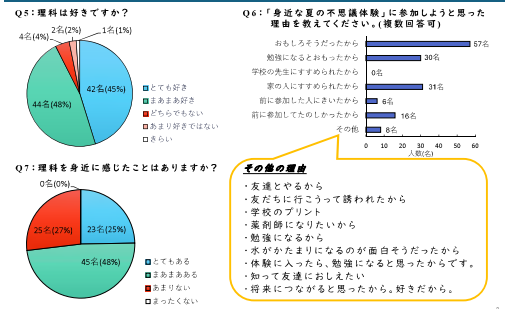 Q5：理科は好きですか？
2名(2%)
1名(1%)
4名(4%)
42名(45%)
44名(48%)
とても好き
まあまあ好き
どちらでもない
あまり好きではない
きらい
Q6：「身近な夏の不思議体験」に参加しようと思った
理由を教えてください。(複数回答可)
おもしろそうだったから
57名
勉強になるとおもったから
30名
学校の先生にすすめられたから
0名
家の人にすすめられたから
31名
前に参加した人にきいたから
6名
前に参加してたのしかったから
16名
その他
8名
0 10 20 30 40 50 60
人数(名)
Q7：理科を身近に感じたことはありますか？
0名(0%)
25名(27%)
23名(25%)
45名(48%)
とてもある
まあまあある
あまりない
まったくない
その他の理由
・友達とやるから
・友だちに行こうって誘われたから
・学校のプリント
・薬剤師になりたいから
・勉強になるから
・水がかたまりになるのが面白そうだったから
・体験に入ったら、勉強になると思ったからです。
・知って友達におしえたい
・将来につながると思ったから。好きだから。